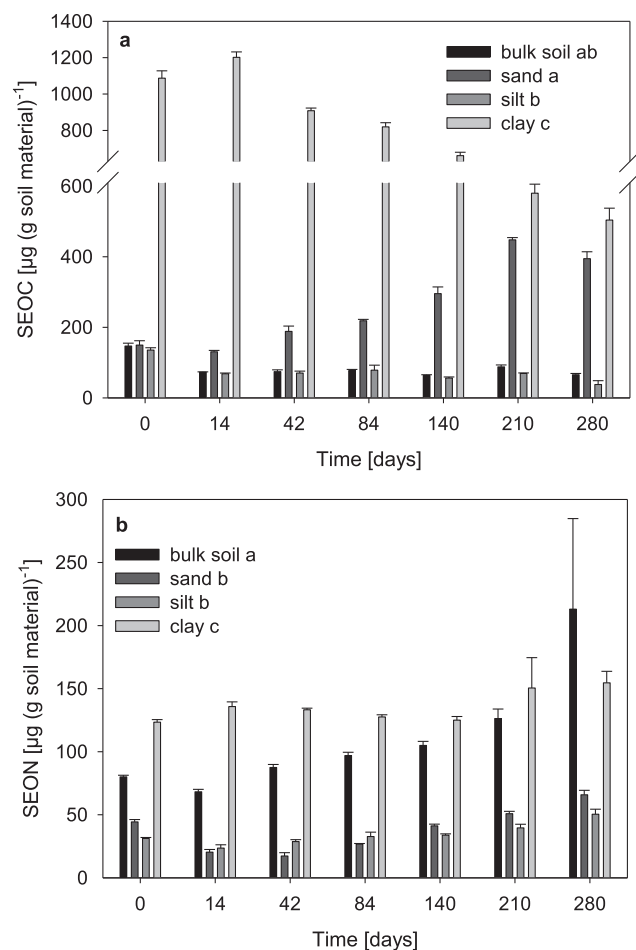 a
SEOC [µg (g soil material)⁻¹]
1400
1200
1000
800
600
400
200
0
bulk soil ab
sand a
silt b
clay c
0 14 42 84 140 210 280
Time [days]
b
SEON [µg (g soil material)⁻¹]
300
250
200
150
100
50
0
bulk soil a
sand b
silt b
clay c
0 14 42 84 140 210 280
Time [days]